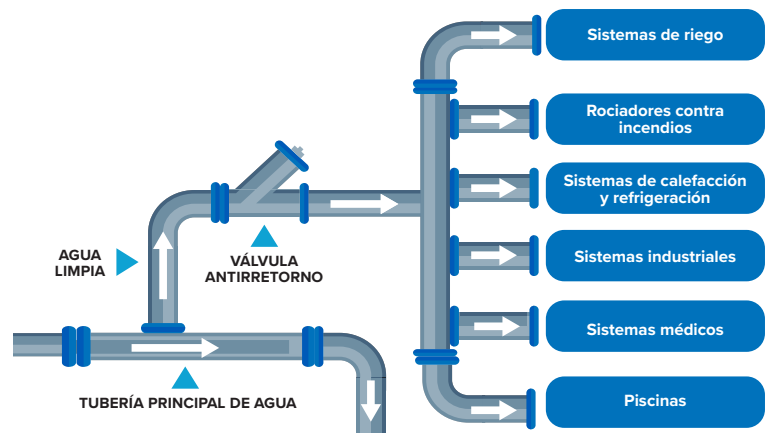 Sistemas de riego
Rociadores contra
incendios
Sistemas de calefacción
y refrigeración
AGUA
LIMPIA
VÁLVULA
ANTIRRETORNO
Sistemas industriales
Sistemas médicos
TUBERÍA PRINCIPAL DE AGUA
Piscinas